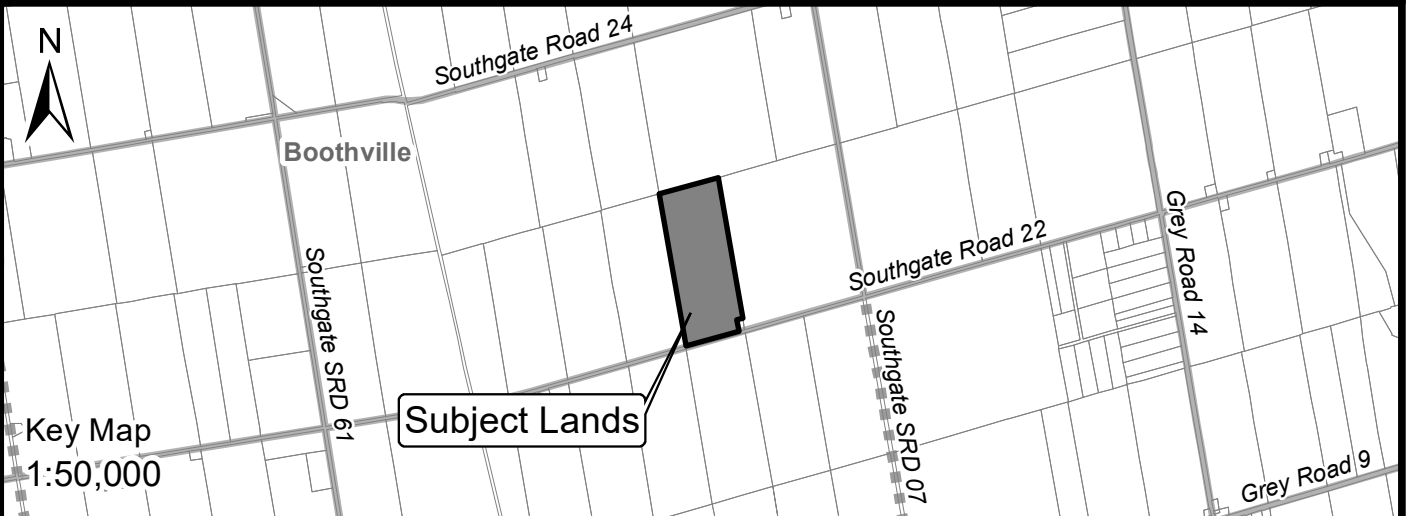 N
Southgate Road 24
Boothville
Southgate Road 22
Grey Road 14
Southgate SRD 61
Southgate SRD 07
Subject Lands
Key Map
1:50,000
Grey Road 9